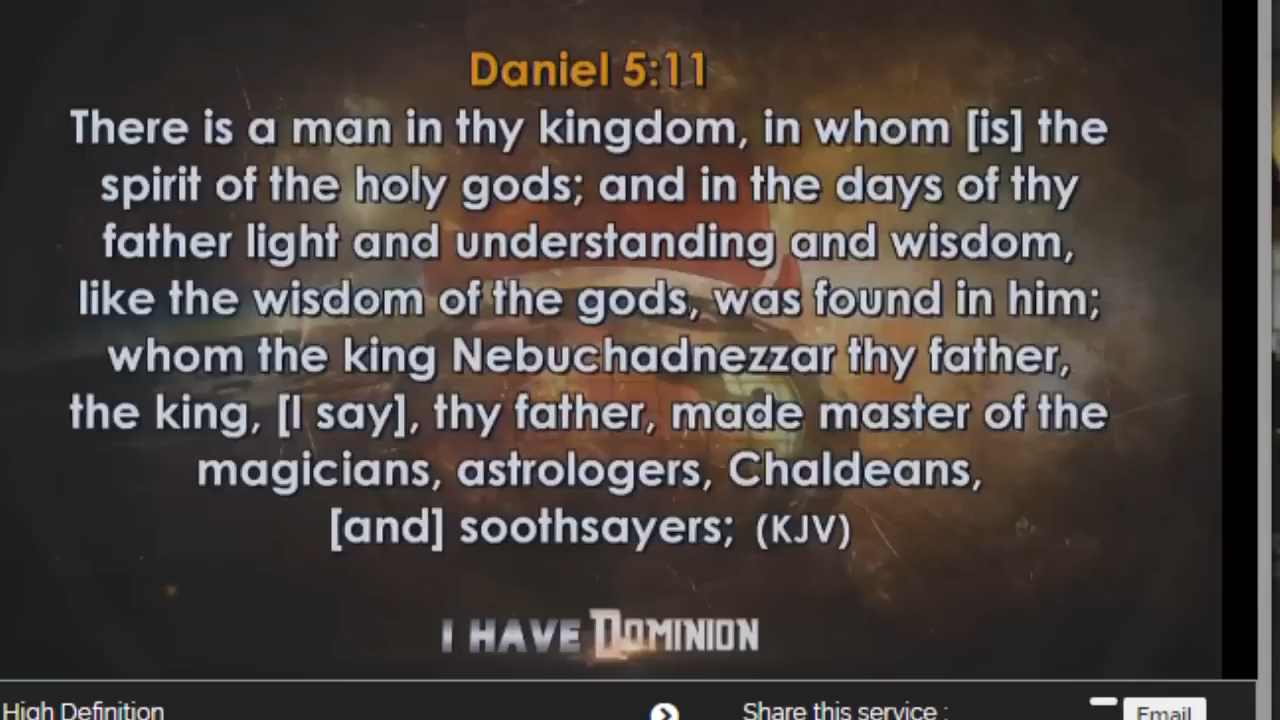 Daniel 5:11
There is a man in thy kingdom, in whom [is] the
spirit of the holy gods; and in the days of thy
father light and understanding and wisdom,
like the wisdom of the gods, was found in him;
whom the king Nebuchadnezzar thy father,
the king, [I say], thy father, made master of the
magicians, astrologers, Chaldeans,
[and] soothsayers; (KJV)
I HAVE DOMINION
High Definition
Share this service :
Email